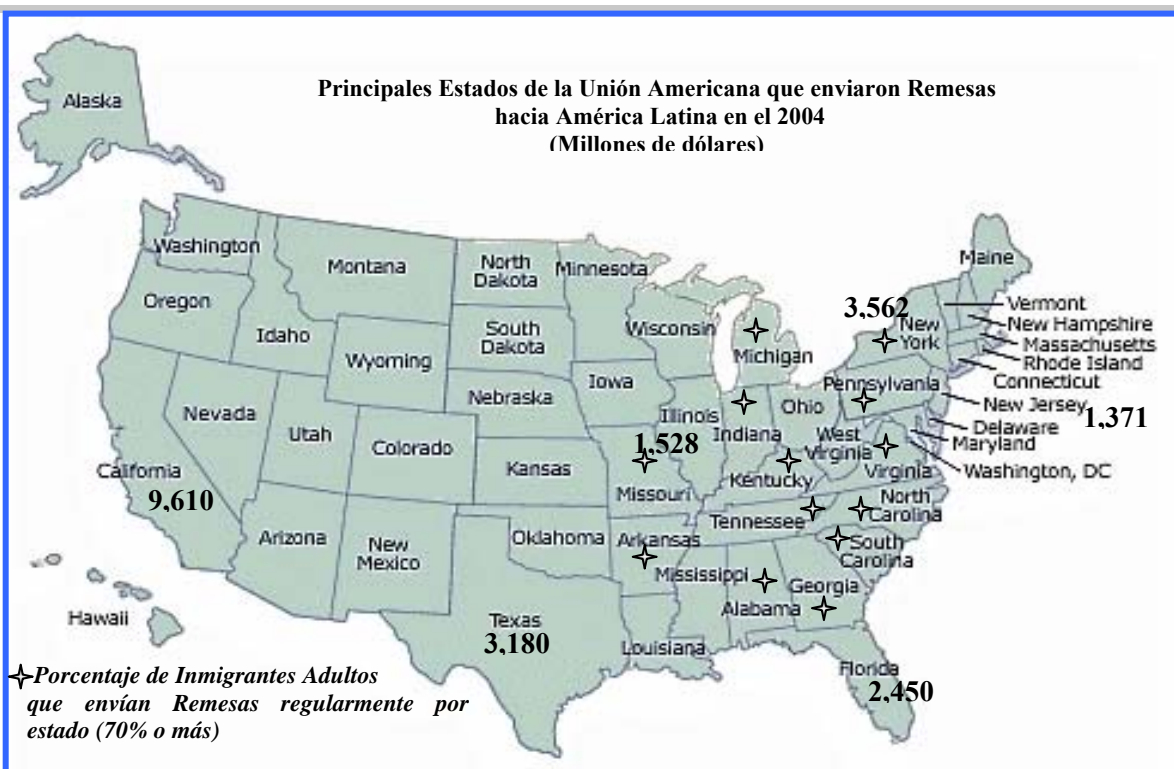 Principales Estados de la Unión Americana que enviaron Remesas
hacia América Latina en el 2004
(Millones de dólares)
Alaska
Washington
Montana
North
Dakota
Minnesota
Maine
Oregon
Idaho
South
Dakota
Wisconsin
Michigan
3,562
New
York
Vermont
New Hampshire
Massachusetts
Rhode Island
Connecticut
Wyoming
Iowa
Nebraska
Pennsylvania
New Jersey
1,371
Delaware
Maryland
Washington, DC
Nevada
Utah
Colorado
Kansas
Illinois
Indiana
Ohio
West
Virginia
Virginia
1,528
Missouri
Kentucky
California
9,610
Arizona
New
Mexico
Oklahoma
Arkansas
Tennessee
North
Carolina
South
Carolina
Mississippi
Alabama
Georgia
Hawaii
Texas
3,180
Louisiana
Florida
2,450
Porcentaje de Inmigrantes Adultos
que envían Remesas regularmente por
estado (70% o más)